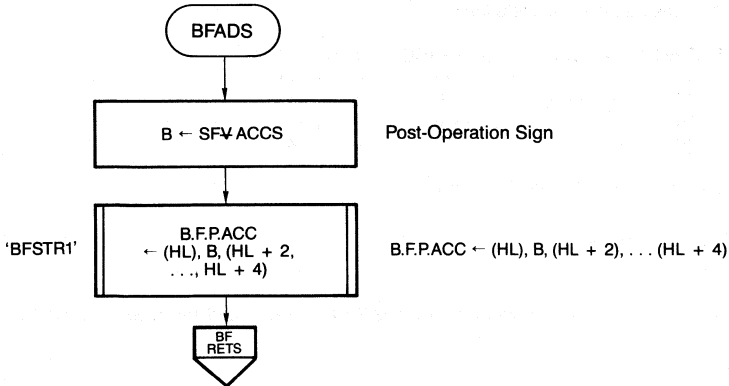 BFADS
B ← SF⊻ ACCS
Post-Operation Sign
'BFSTR1'
B.F.P.ACC
← (HL), B, (HL + 2,
. . ., HL + 4)
B.F.P.ACC ← (HL), B, (HL + 2), . . . (HL + 4)
BF
RETS